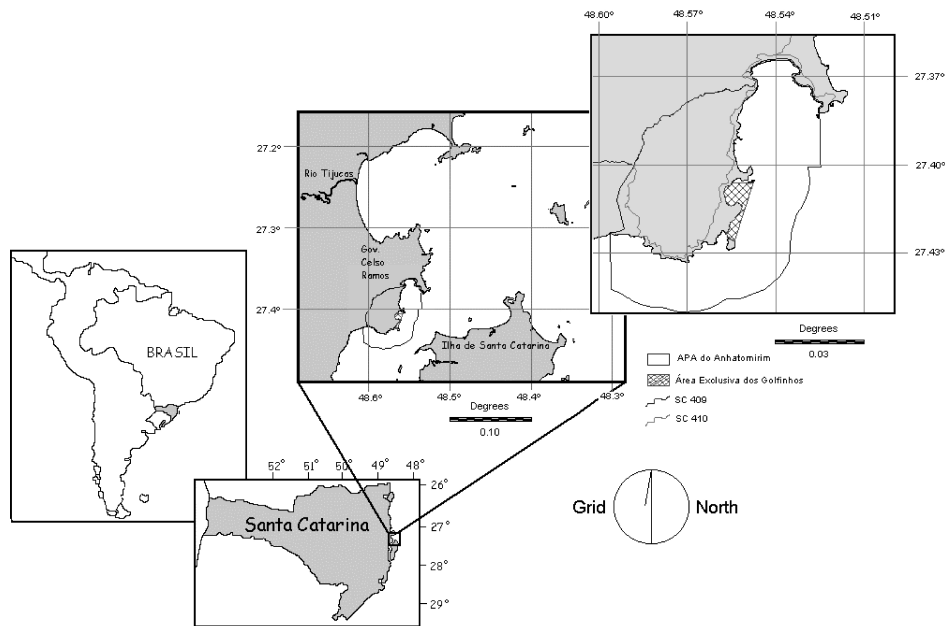 48.60° 48.57° 48.54° 48.51°
27.37°
27.40°
27.43°
27.2°
27.3°
27.4°
Rio Tijucas
Gov.
Celso
Ramos
Ilha de Santa Catarina
48.6° 48.5° 48.4° 48.3°
Degrees
0.10
Degrees
0.03
APA do Anhatomirim
Área Exclusiva dos Golfinhos
SC 409
SC 410
BRASIL
52° 51° 50° 49° 48°
26°
27°
28°
29°
Santa Catarina
Grid North